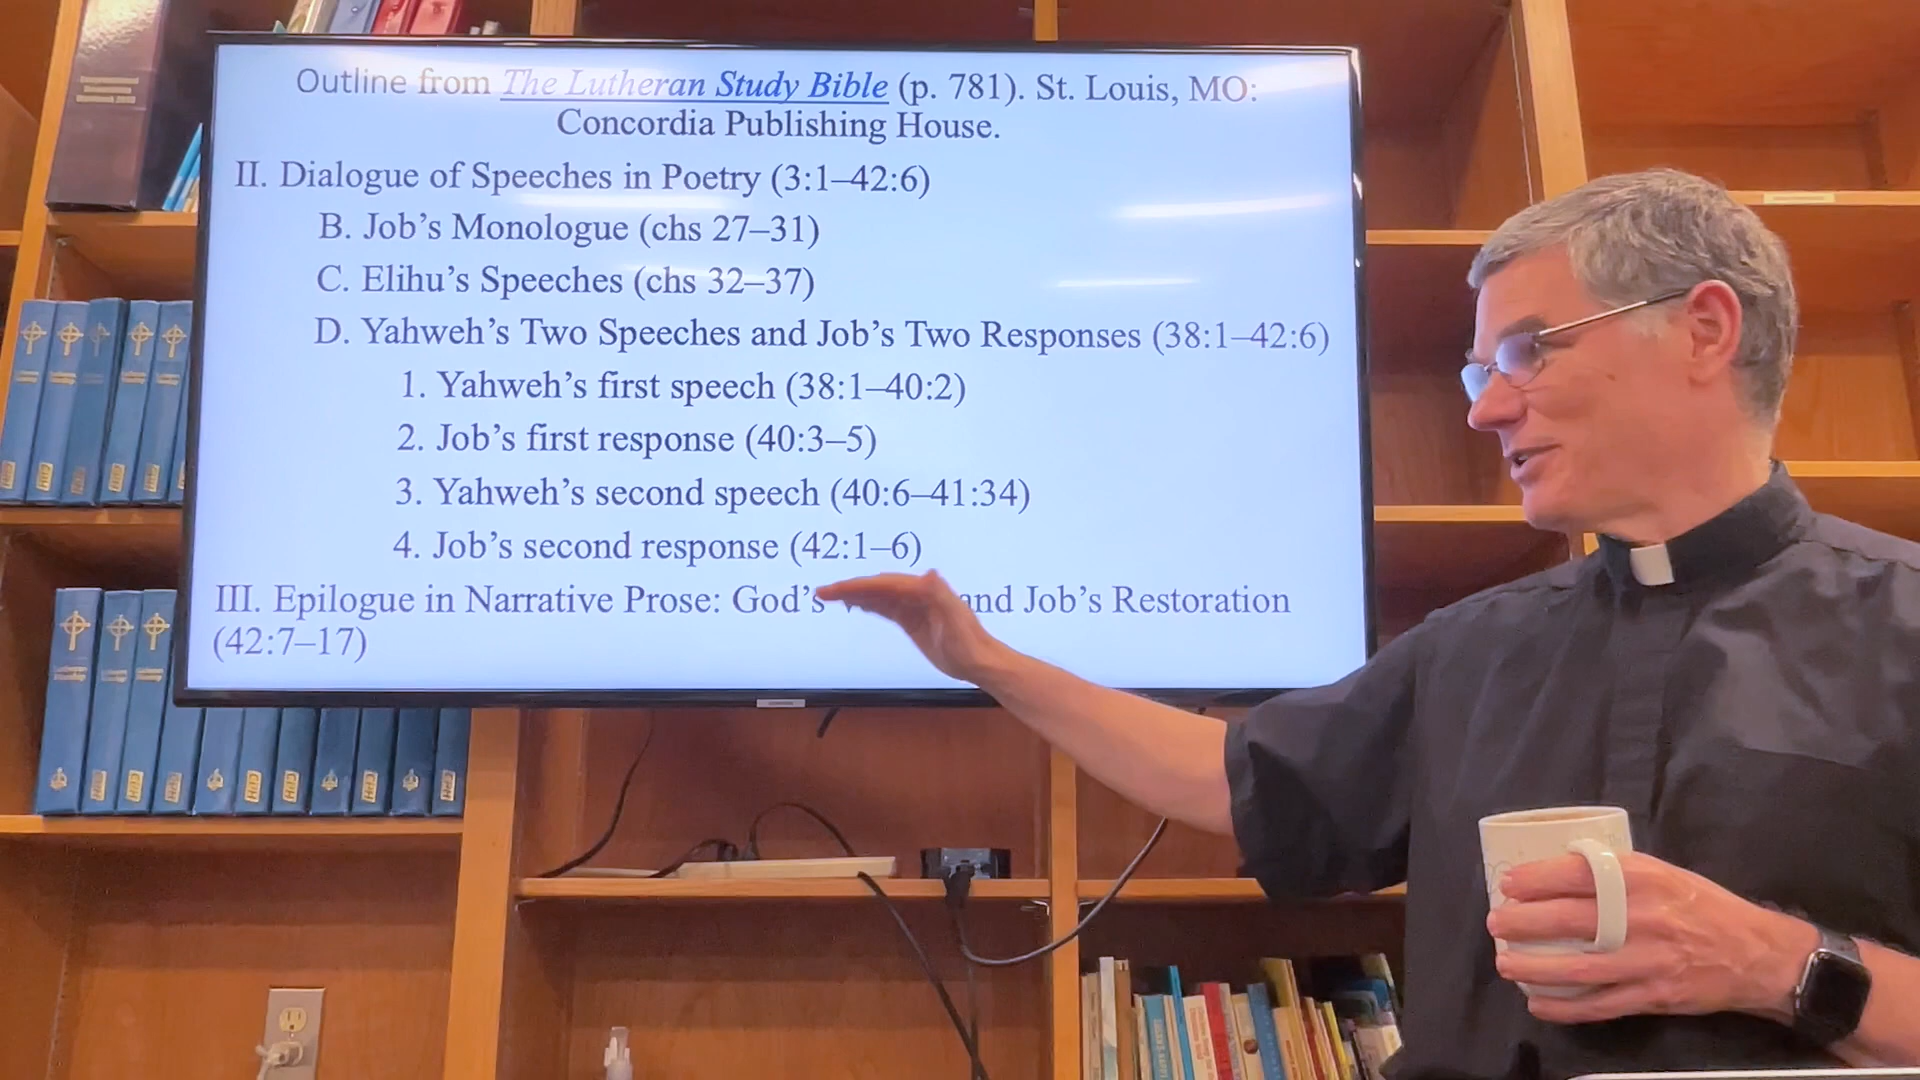 Outline from The Lutheran Study Bible (p. 781). St. Louis, MO:
Concordia Publishing House.
II. Dialogue of Speeches in Poetry (3:1–42:6)
B. Job’s Monologue (chs 27–31)
C. Elihu’s Speeches (chs 32–37)
D. Yahweh’s Two Speeches and Job’s Two Responses (38:1–42:6)
1. Yahweh’s first speech (38:1–40:2)
2. Job’s first response (40:3–5)
3. Yahweh’s second speech (40:6–41:34)
4. Job’s second response (42:1–6)
III. Epilogue in Narrative Prose: God’s and Job’s Restoration
(42:7–17)